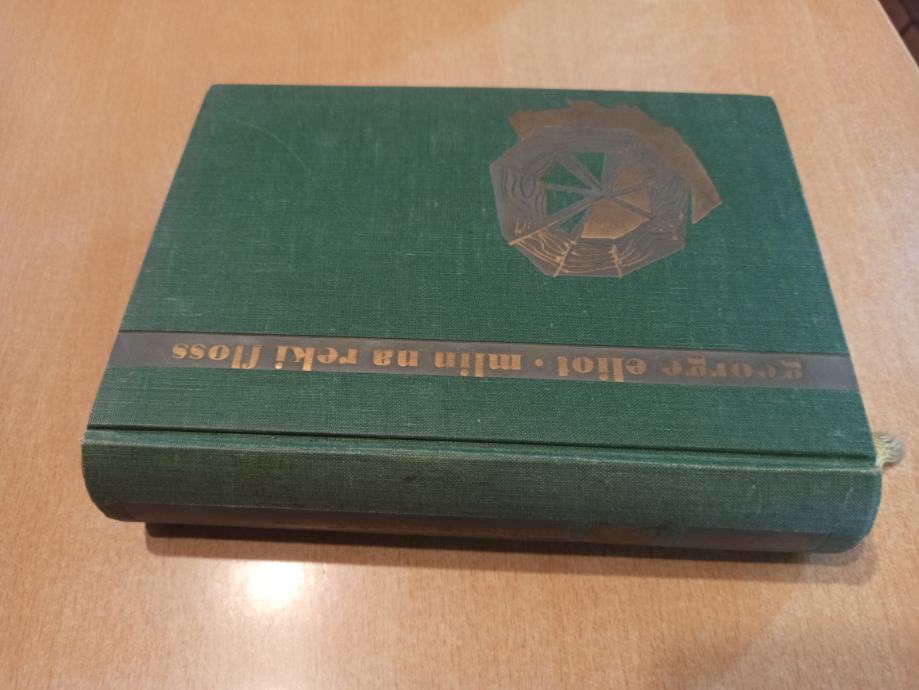 george eliot · mlin na reki floss